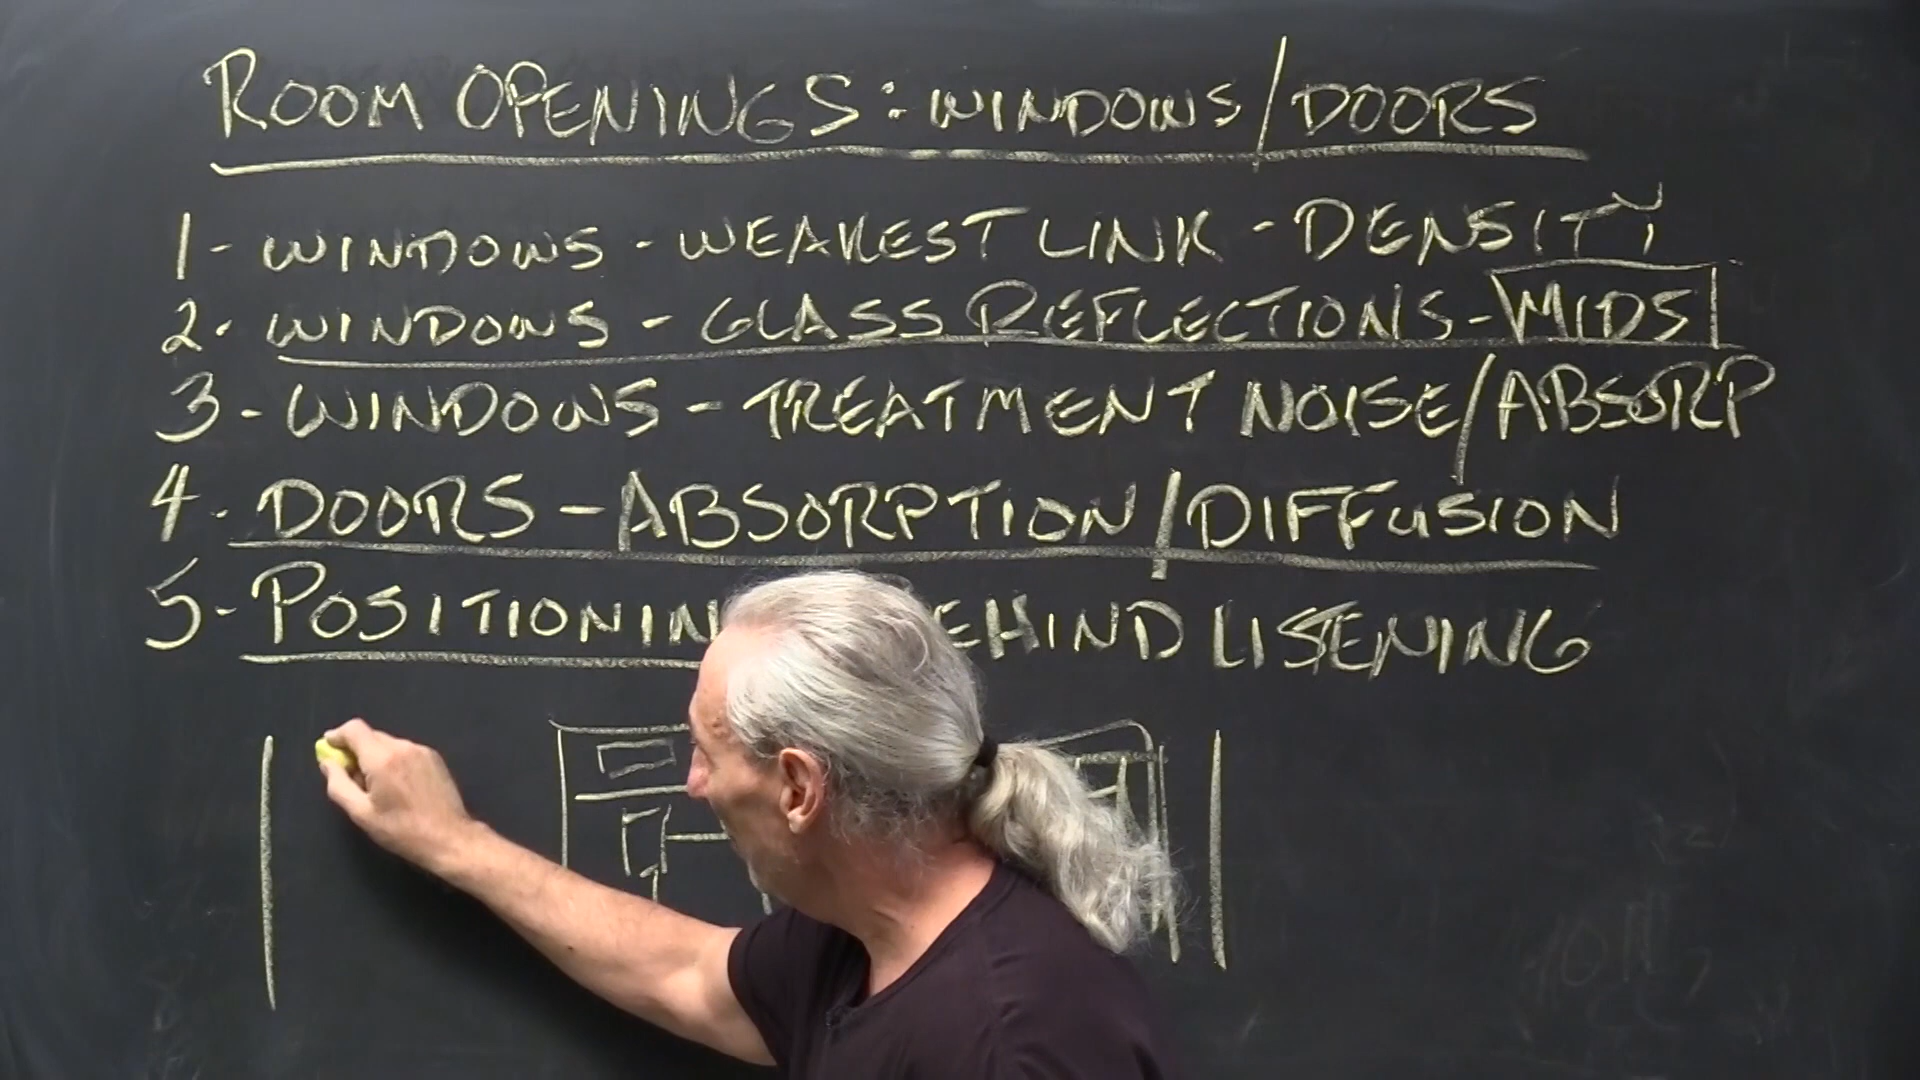 ROOM OPENINGS: WINDOWS/DOORS
1- WINDOWS - WEAKEST LINK - DENSITY
2- WINDOWS - GLASS REFLECTIONS - MIDS
3- WINDOWS - TREATMENT NOISE/ABSORP
4- DOORS - ABSORPTION/DIFFUSION
5- POSITIONIN EHIND LISTENING